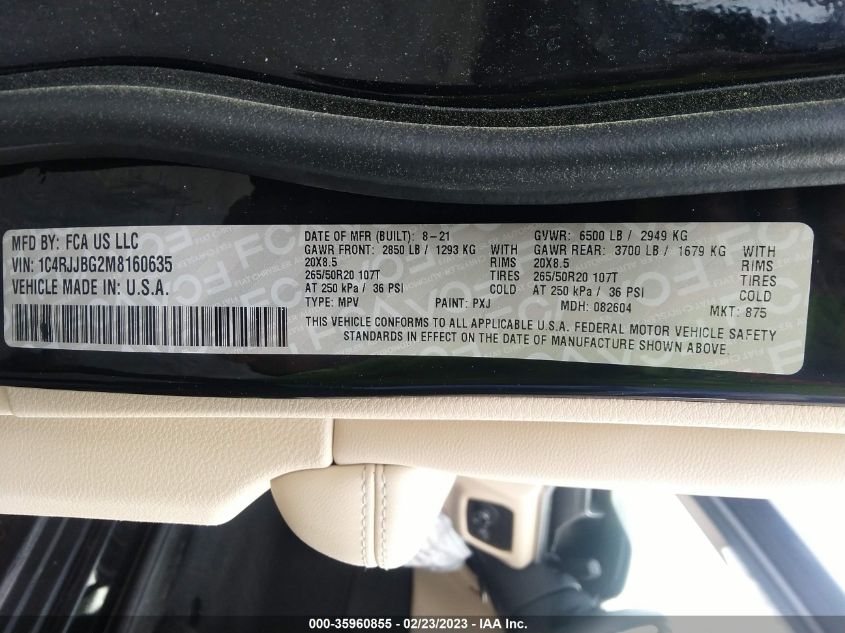 MFD BY: FCA US LLC
VIN: 1C4RJJBG2M8160635
VEHICLE MADE IN: U.S.A.
DATE OF MFR (BUILT): 8-21 GVWR: 6500 LB / 2949 KG
GAWR FRONT: 2850 LB / 1293 KG WITH GAWR REAR: 3700 LB / 1679 KG WITH
20X8.5 RIMS 20X8.5 RIMS
265/50R20 107T TIRES 265/50R20 107T TIRES
AT 250 kPa / 36 PSI COLD AT 250 kPa / 36 PSI COLD
TYPE: MPV PAINT: PXJ MDH: 082604 MKT: 875
THIS VEHICLE CONFORMS TO ALL APPLICABLE U.S.A. FEDERAL MOTOR VEHICLE SAFETY
STANDARDS IN EFFECT ON THE DATE OF MANUFACTURE SHOWN ABOVE.
000-35960855 - 02/23/2023 - IAA Inc.